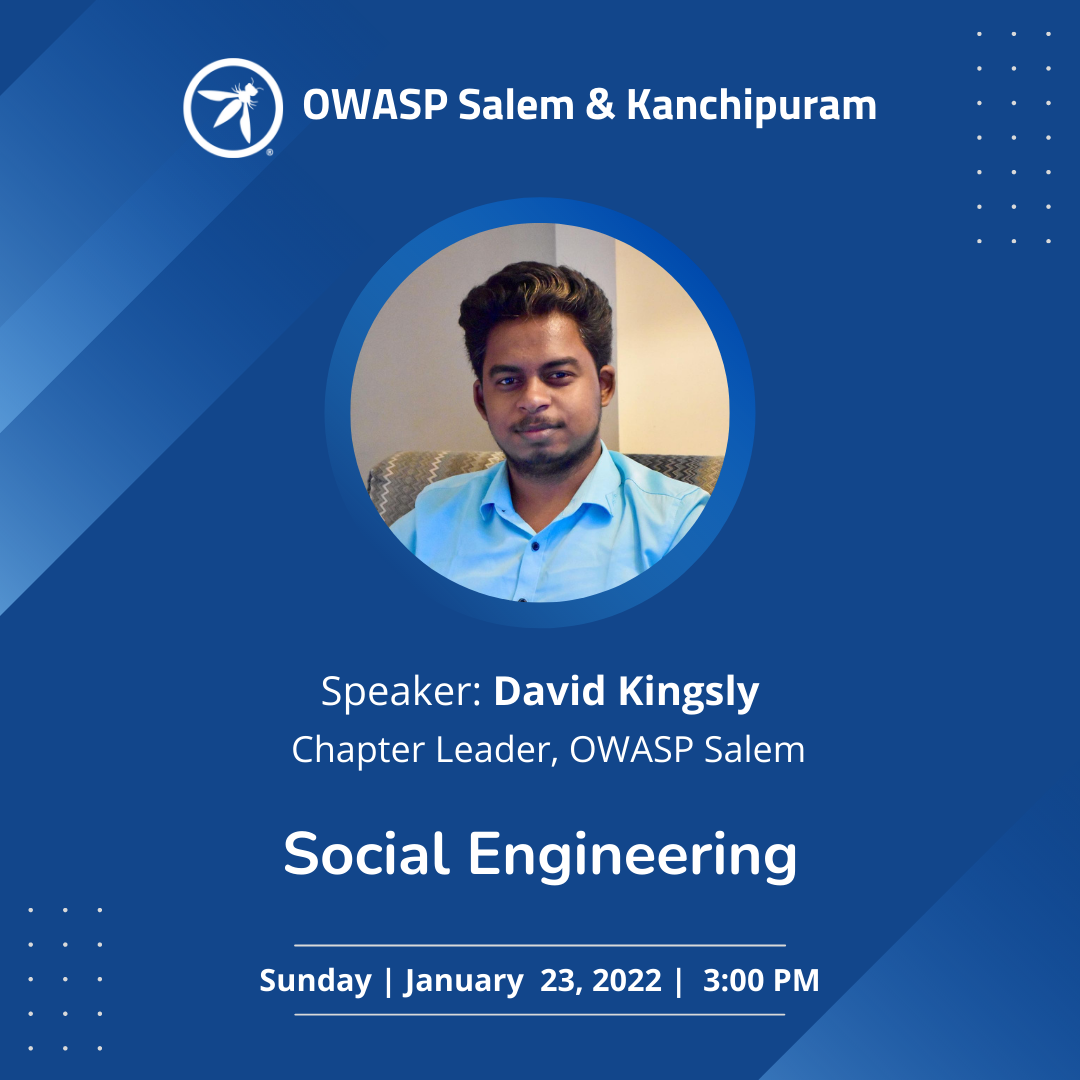 OWASP Salem & Kanchipuram
®
Speaker: David Kingsly
Chapter Leader, OWASP Salem
Social Engineering
Sunday | January 23, 2022 | 3:00 PM